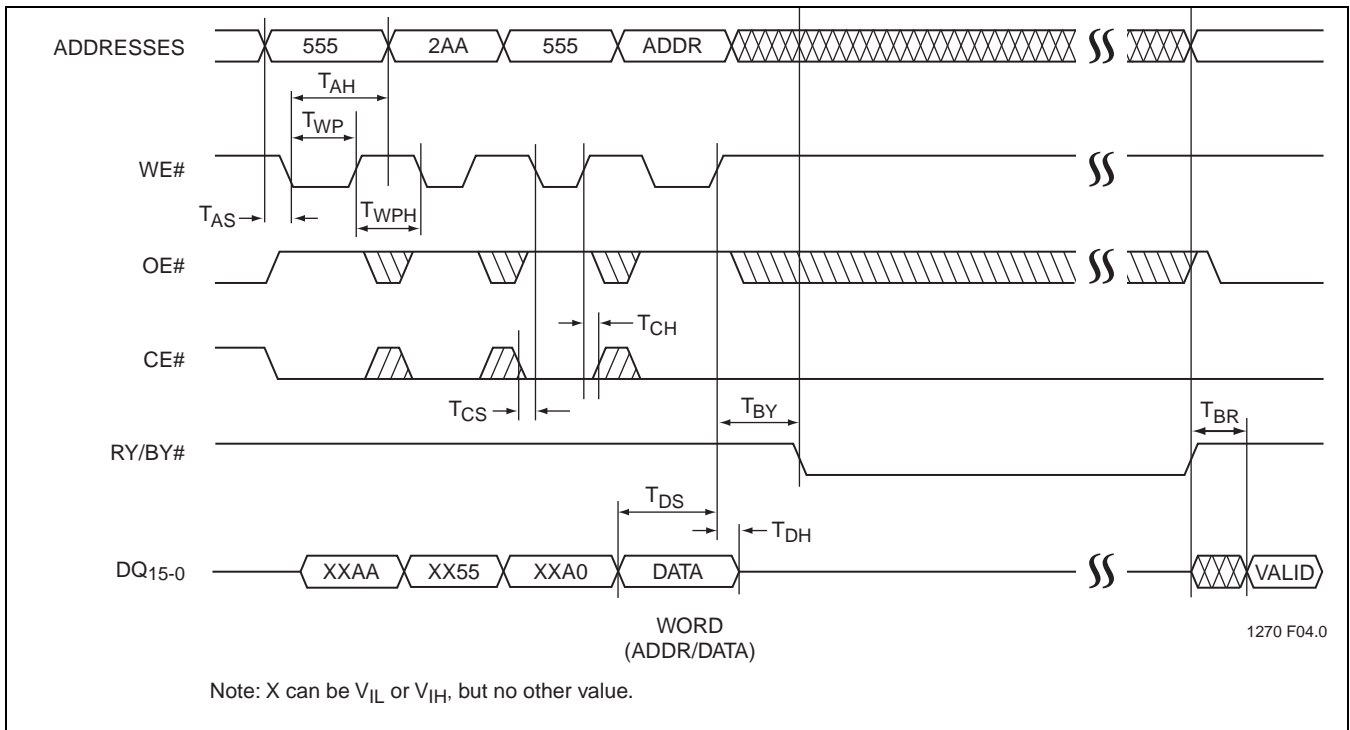 ADDRESSES 555 2AA 555 ADDR
TAH
TWP
WE#
TAS TWPH
OE#
TCH
CE#
TCS TBY TBR
RY/BY#
TDS
TDH
DQ15-0 XXAA XX55 XXA0 DATA VALID
WORD
(ADDR/DATA)
1270 F04.0
Note: X can be VIL or VIH, but no other value.